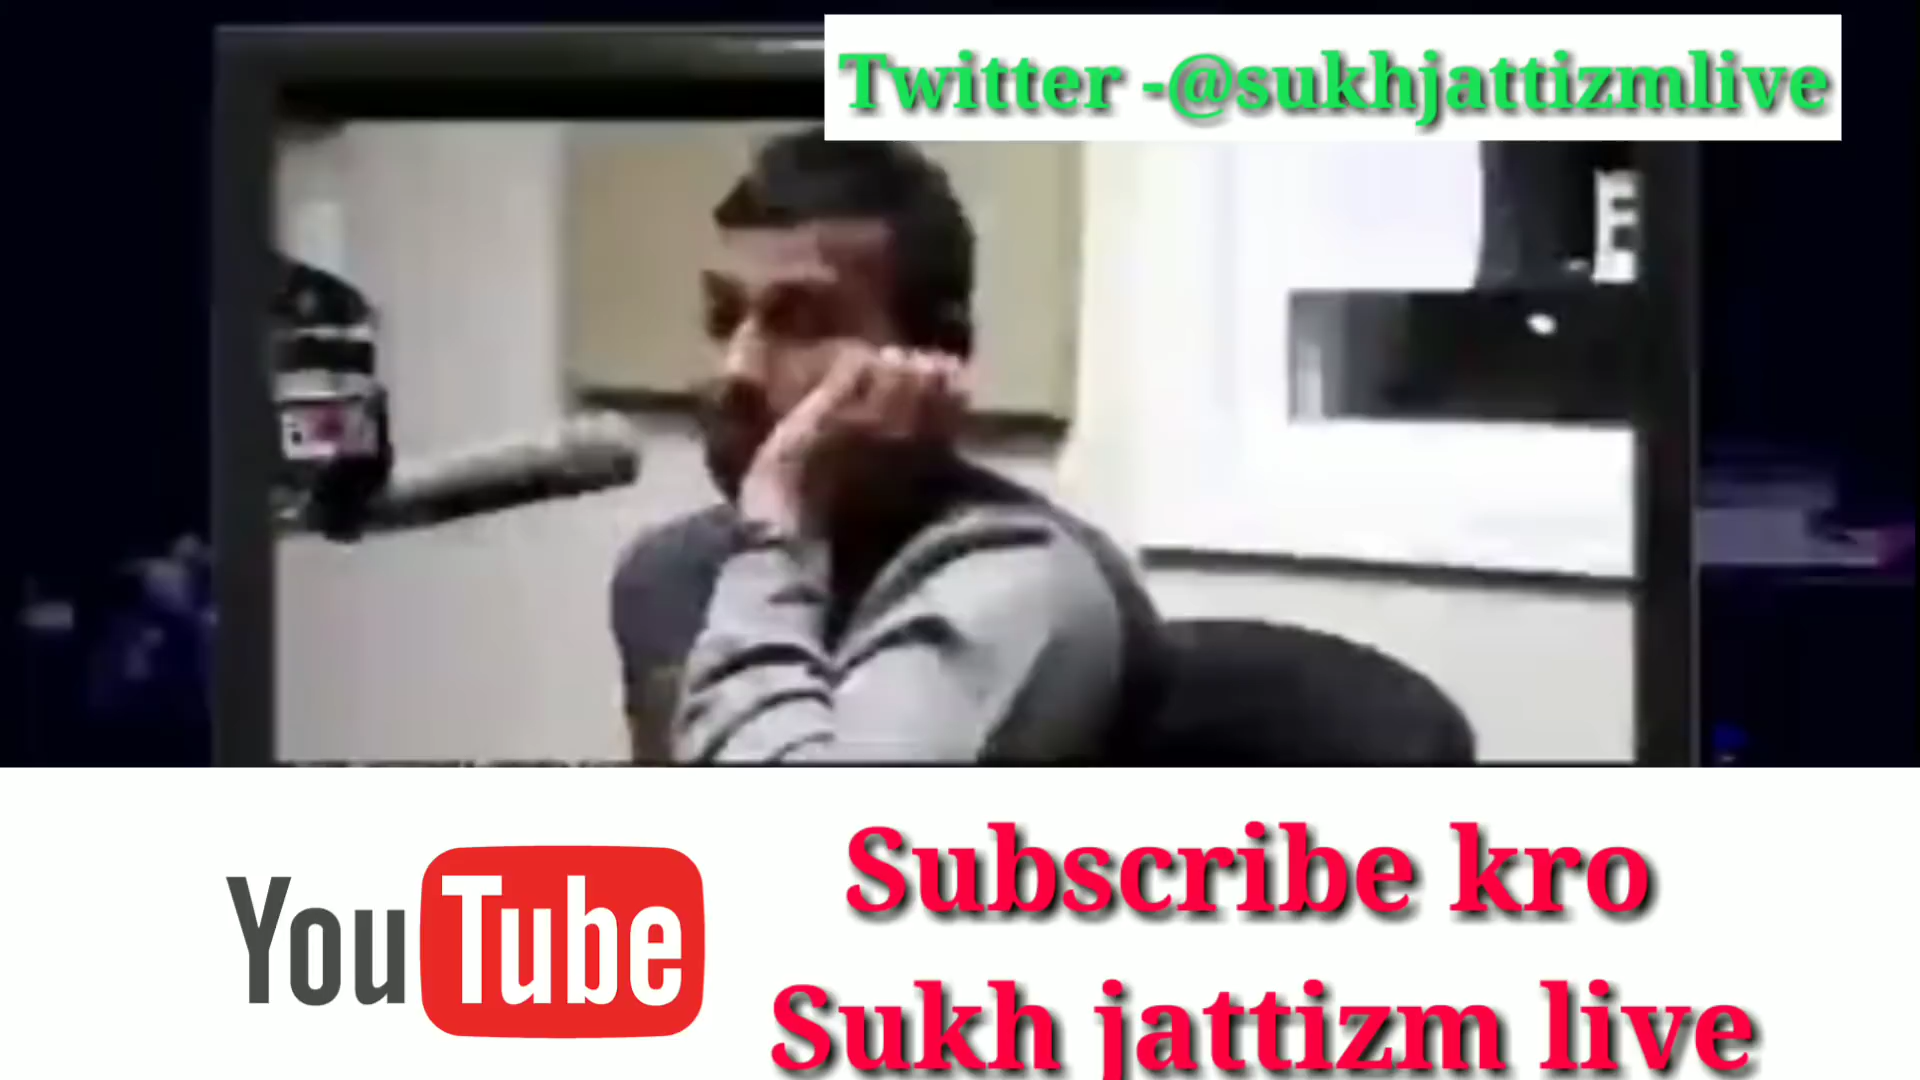 Twitter -@sukhjattizmlive
E
YouTube
Subscribe kro
Sukh jattizm live